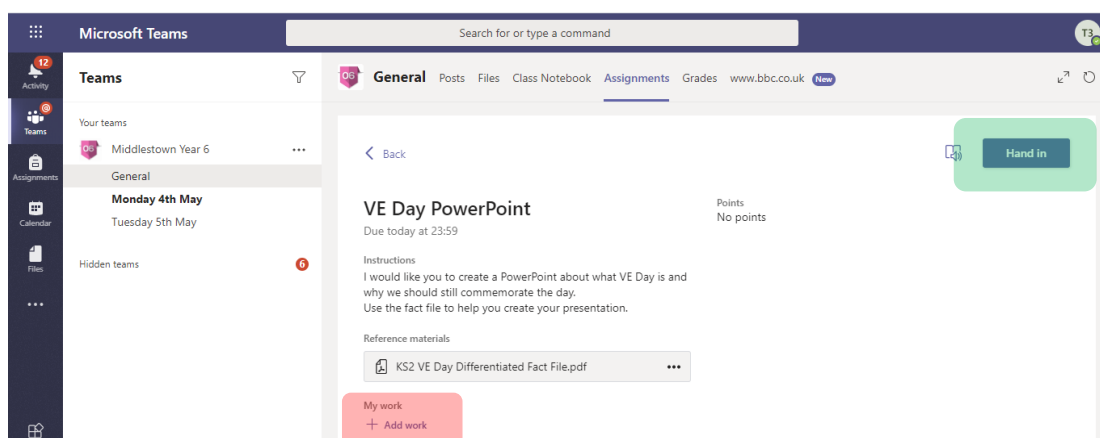 Microsoft Teams
Search for or type a command
T3
12
Activity
@
Teams
Assignments
Calendar
Files
Teams
Your teams
06
Middlestown Year 6
General
Monday 4th May
Tuesday 5th May
Hidden teams
6
06
General Posts Files Class Notebook Assignments Grades www.bbc.co.uk New
Back
Hand in
VE Day PowerPoint
Due today at 23:59
Points
No points
Instructions
I would like you to create a PowerPoint about what VE Day is and
why we should still commemorate the day.
Use the fact file to help you create your presentation.
Reference materials
KS2 VE Day Differentiated Fact File.pdf
My work
+ Add work